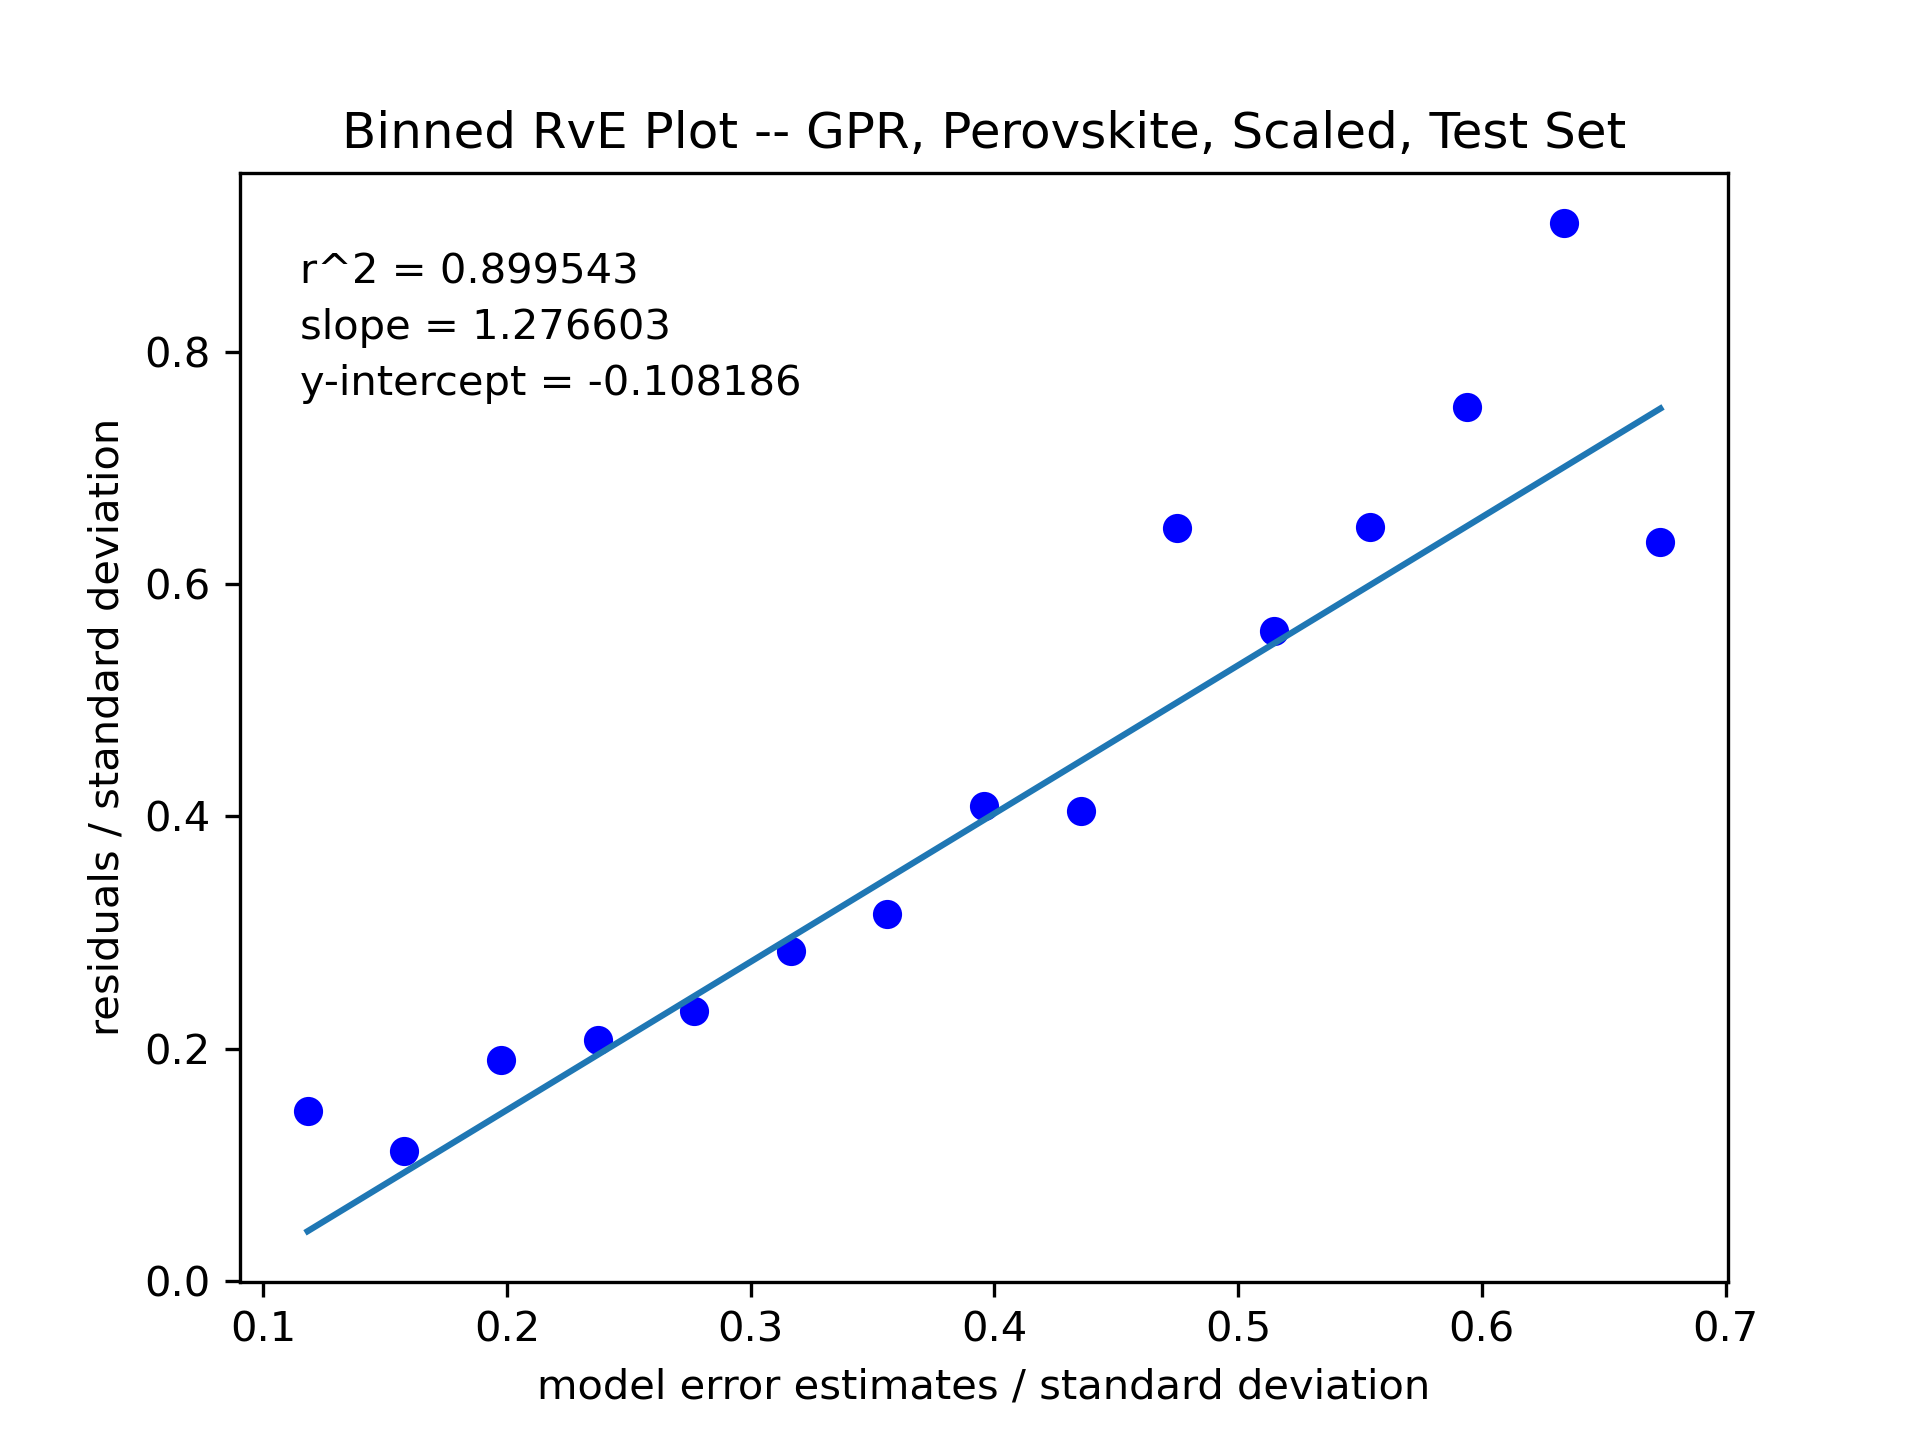 Binned RvE Plot -- GPR, Perovskite, Scaled, Test Set
r^2 = 0.899543
slope = 1.276603
y-intercept = -0.108186
residuals / standard deviation
0.8
0.6
0.4
0.2
0.0
0.1 0.2 0.3 0.4 0.5 0.6 0.7
model error estimates / standard deviation